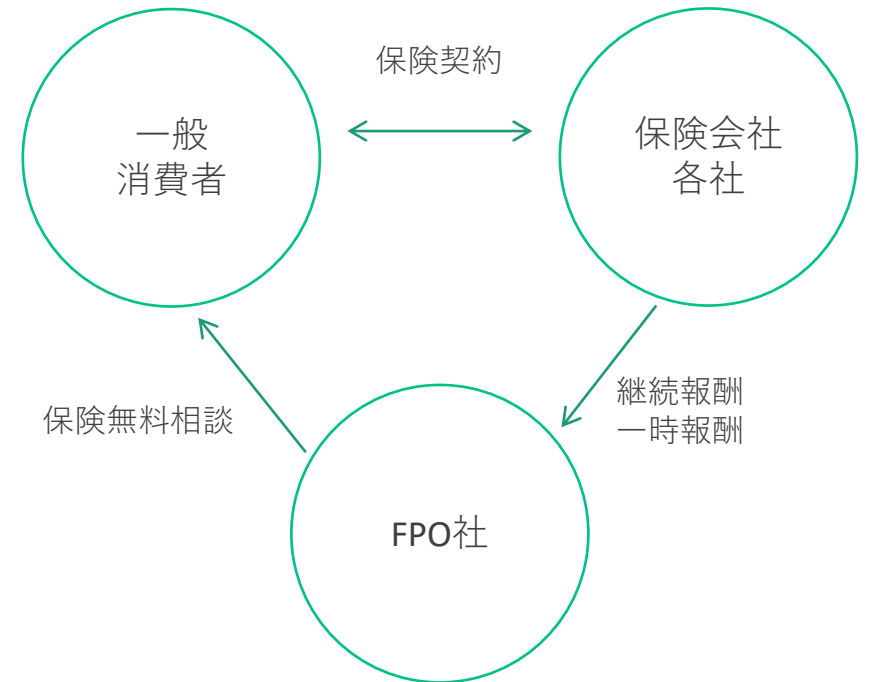 保険契約
一般
消費者
保険会社
各社
継続報酬
一時報酬
保険無料相談
FPO社